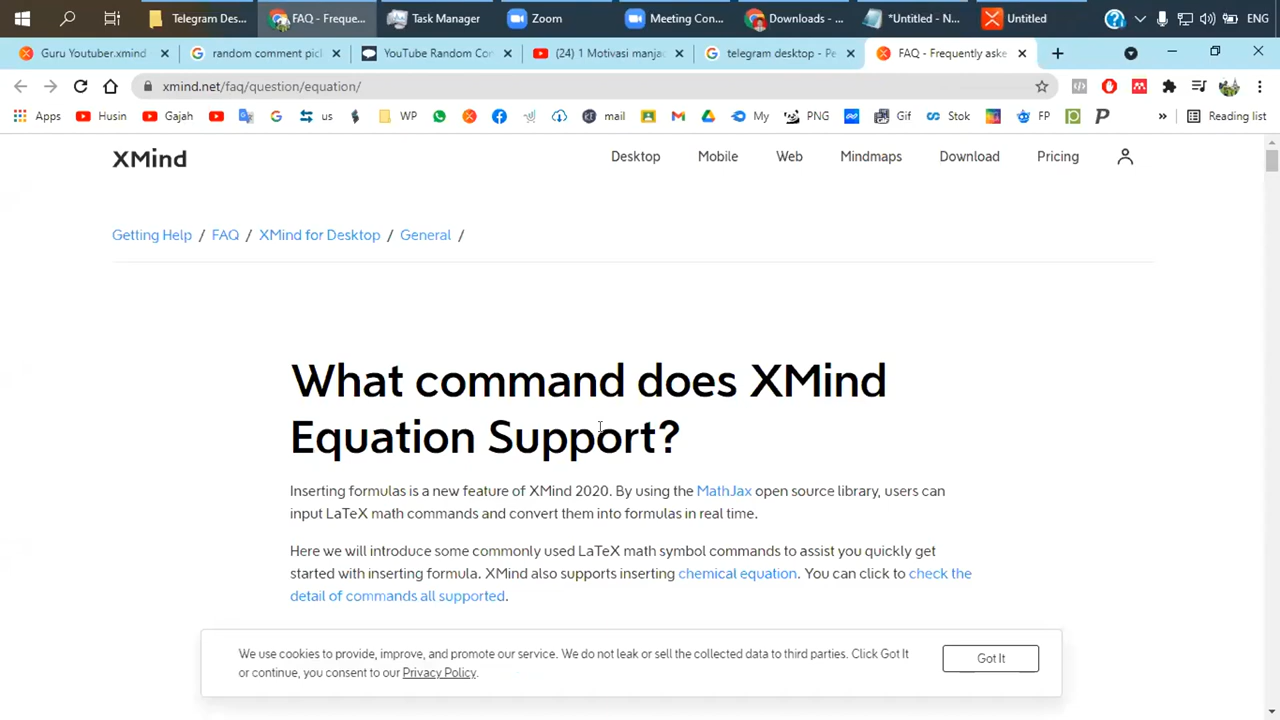 Telegram Des...
FAQ - Freque...
Task Manager
Zoom
Meeting Con...
Downloads - ...
*Untitled - N...
Untitled
ENG
Guru Youtuber.xmind
random comment pick
YouTube Random Con
(24) 1 Motivasi manjac
telegram desktop - Pe
FAQ - Frequently aske
xmind.net/faq/question/equation/
Apps
Husin
Gajah
us
WP
mail
My
PNG
Gif
Stok
FP
Reading list
XMind
Desktop
Mobile
Web
Mindmaps
Download
Pricing
Getting Help / FAQ / XMind for Desktop / General /
What command does XMind
Equation Support?
Inserting formulas is a new feature of XMind 2020. By using the MathJax open source library, users can
input LaTeX math commands and convert them into formulas in real time.
Here we will introduce some commonly used LaTeX math symbol commands to assist you quickly get
started with inserting formula. XMind also supports inserting chemical equation. You can click to check the
detail of commands all supported.
We use cookies to provide, improve, and promote our service. We do not leak or sell the collected data to third parties. Click Got It
or continue, you consent to our Privacy Policy.
Got It